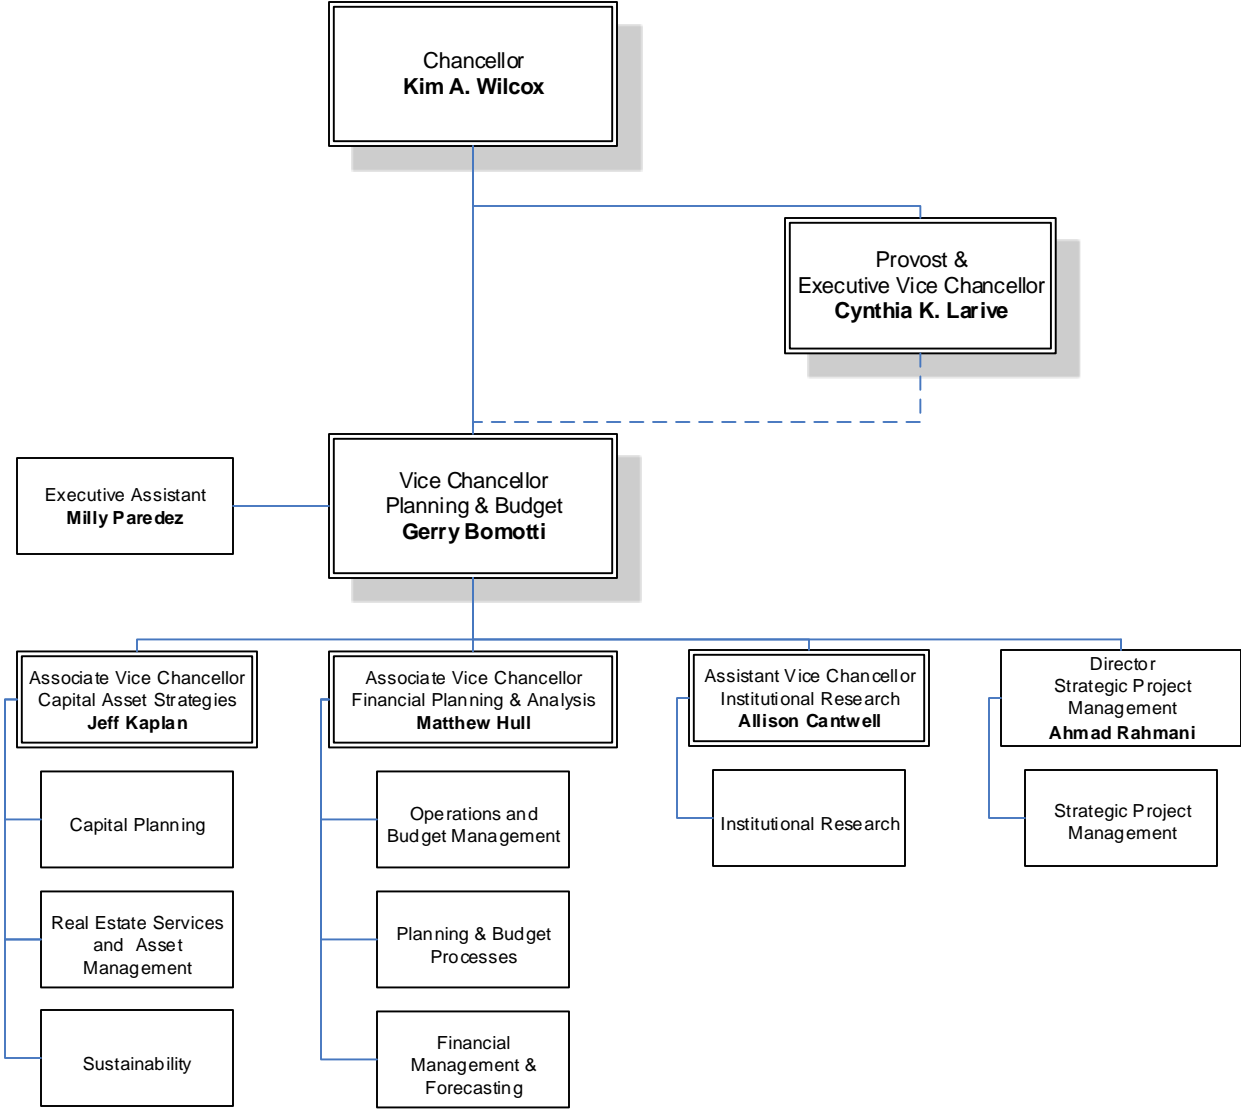 Chancellor
Kim A. Wilcox
Provost &
Executive Vice Chancellor
Cynthia K. Larive
Executive Assistant
Milly Paredez
Vice Chancellor
Planning & Budget
Gerry Bomotti
Associate Vice Chancellor
Capital Asset Strategies
Jeff Kaplan
Associate Vice Chancellor
Financial Planning & Analysis
Matthew Hull
Assistant Vice Chancellor
Institutional Research
Allison Cantwell
Director
Strategic Project
Management
Ahmad Rahmani
Capital Planning
Operations and
Budget Management
Institutional Research
Strategic Project
Management
Real Estate Services
and Asset
Management
Planning & Budget
Processes
Sustainability
Financial
Management &
Forecasting